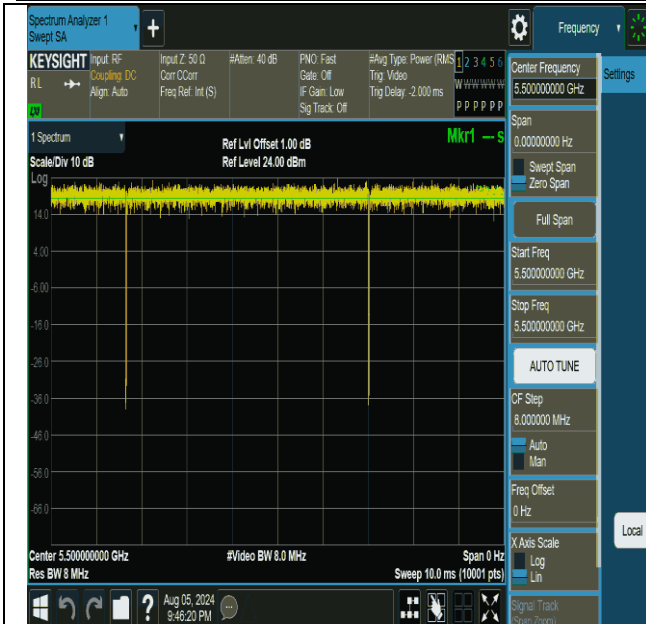 Spectrum Analyzer 1
Swept SA
+
Frequency
KEYSIGHT
Input: RF
Input Z: 50 Ω
#Atten: 40 dB
PNO: Fast
#Avg Type: Power (RMS
1 2 3 4 5 6
RL
Coupling: DC
Corr CCorr
Gate: Off
Trig: Video
Align: Auto
Freq Ref: Int (S)
IF Gain: Low
Trig Delay: -2.000 ms
W W W W W W
Sig Track: Off
P P P P P P
1 Spectrum
Ref Lvl Offset 1.00 dB
Mkr1 --- s
Scale/Div 10 dB
Ref Level 24.00 dBm
Log
14.0
4.00
-6.00
-16.0
-26.0
-36.0
-46.0
-56.0
-66.0
Center 5.500000000 GHz
#Video BW 8.0 MHz
Span 0 Hz
Res BW 8 MHz
Sweep 10.0 ms (10001 pts)
Center Frequency
5.500000000 GHz
Settings
Span
0.00000000 Hz
Swept Span
Zero Span
Full Span
Start Freq
5.500000000 GHz
Stop Freq
5.500000000 GHz
AUTO TUNE
CF Step
8.000000 MHz
Auto
Man
Freq Offset
0 Hz
Local
X Axis Scale
Log
Lin
Signal Track
(Span Zoom)
?
Aug 05, 2024
9:46:20 PM